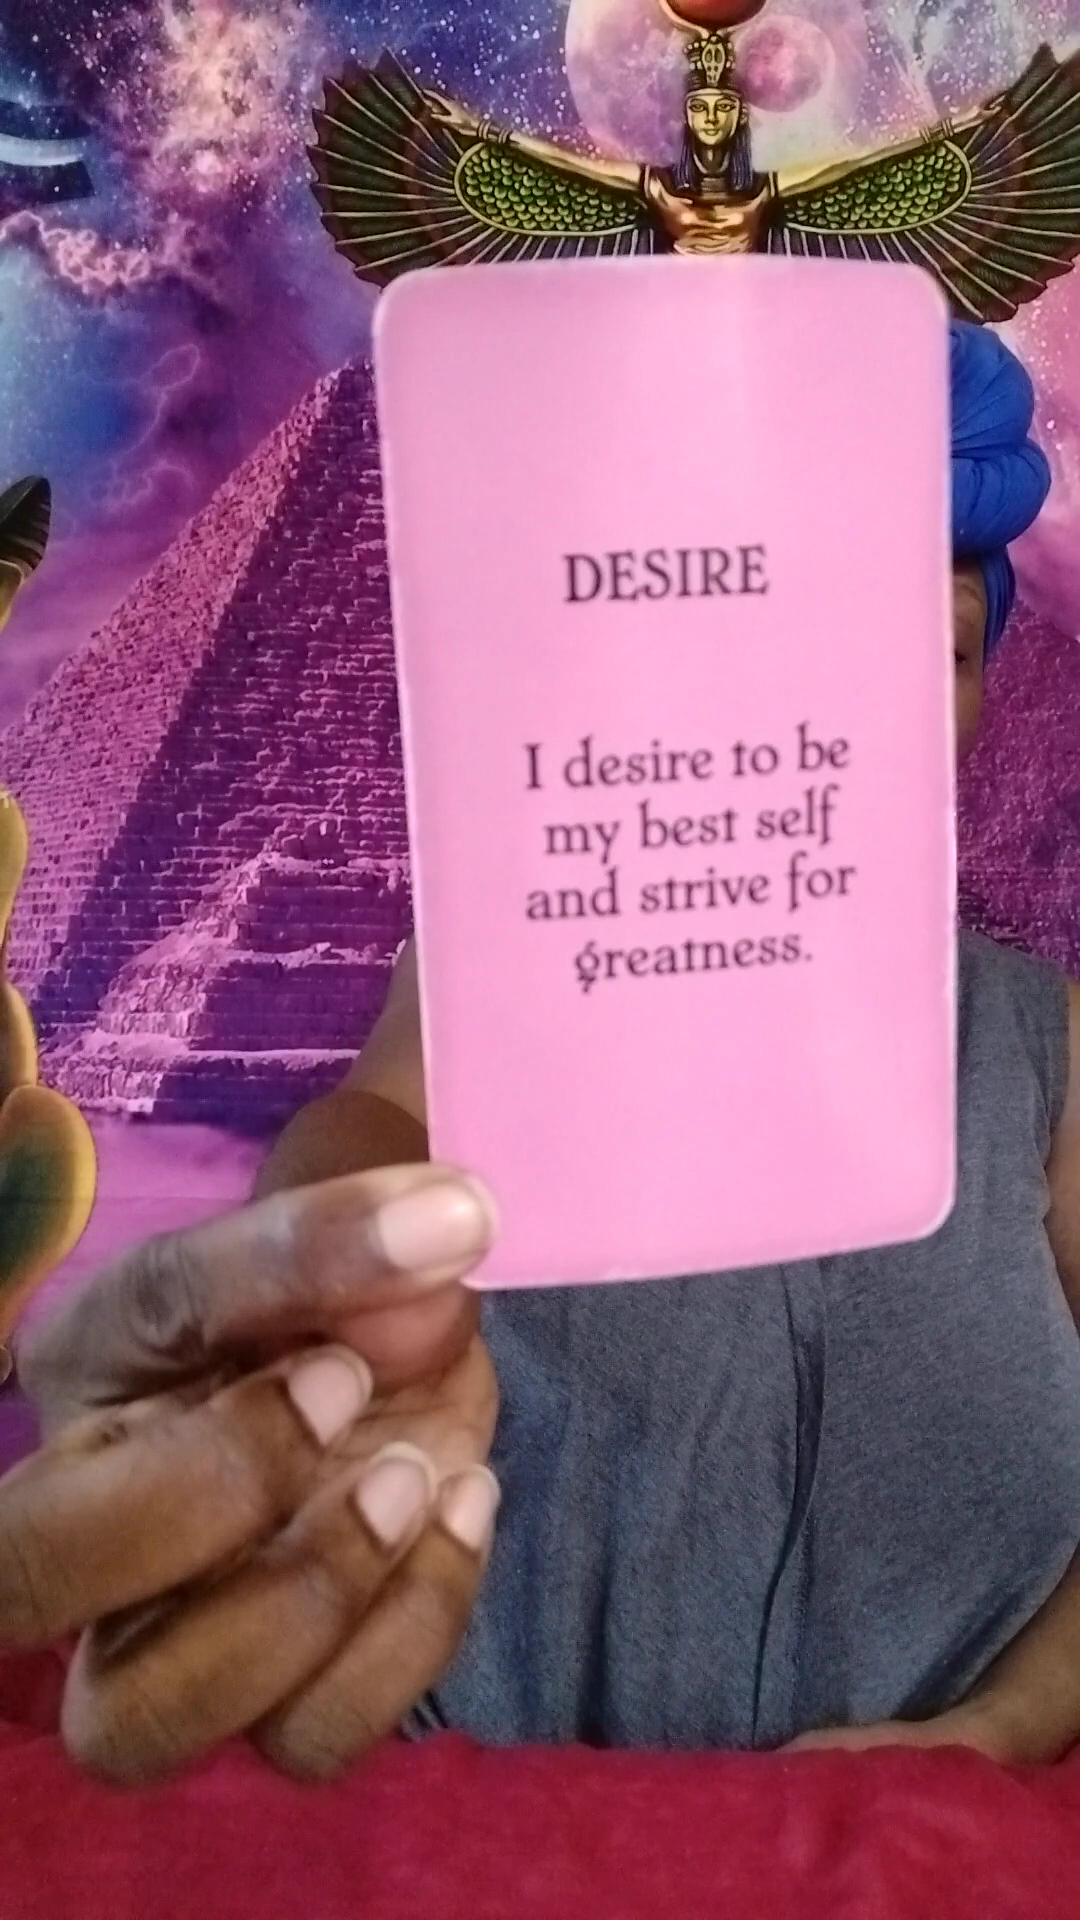 DESIRE
I desire to be
my best self
and strive for
greatness.